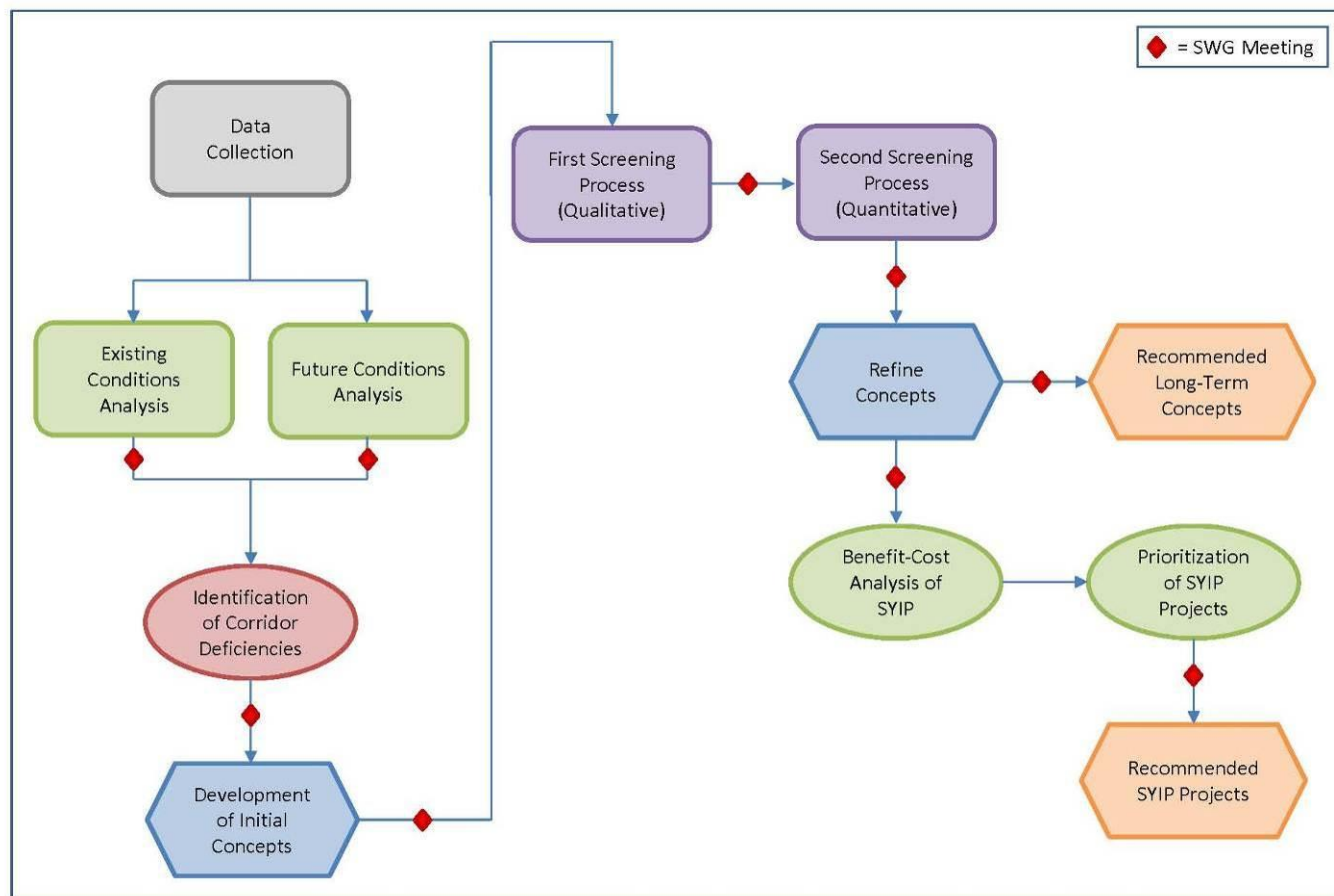 = SWG Meeting
Data
Collection
Existing
Conditions
Analysis
Future Conditions
Analysis
Identification
of Corridor
Deficiencies
Development
of Initial
Concepts
First Screening
Process
(Qualitative)
Second Screening
Process
(Quantitative)
Refine
Concepts
Recommended
Long-Term
Concepts
Benefit-Cost
Analysis of
SYIP
Prioritization
of SYIP
Projects
Recommended
SYIP Projects